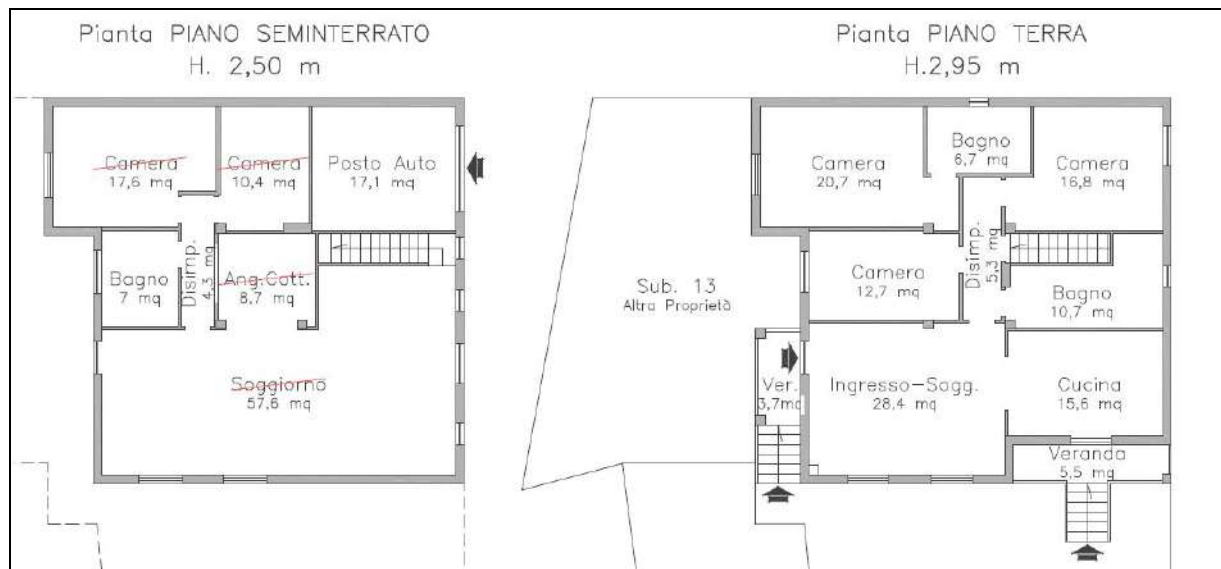 Pianta PIANO SEMINTERRATO
H. 2,50 m
Camera
17,6 mq
Camera
10,4 mq
Posto Auto
17,1 mq
Bagno
7 mq
Disimp.
4,3 mq
Ang.Cott.
8,7 mq
Soggiorno
57,6 mq
Pianta PIANO TERRA
H.2,95 m
Camera
20,7 mq
Bagno
6,7 mq
Camera
16,8 mq
Camera
12,7 mq
Disimp.
5,3 mq
Bagno
10,7 mq
Sub. 13
Altra Proprietà
Ver.
3,7mq
Ingresso-Sogg.
28,4 mq
Cucina
15,6 mq
Veranda
5,5 mq